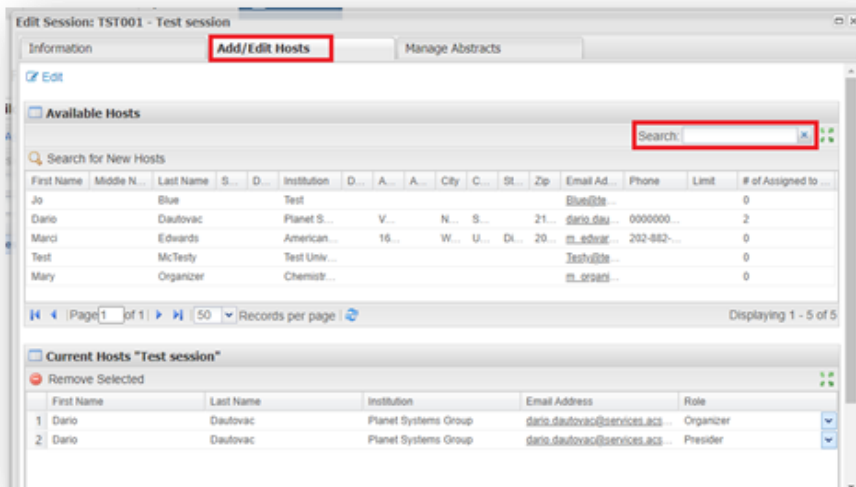 Edit Session: TST001 - Test session
Information Add/Edit Hosts Manage Abstracts
Edit
Available Hosts
Search:
Search for New Hosts
First Name Middle N... Last Name S... D... Institution D... A... A... City C... St... Zip Email Ad... Phone Limit # of Assigned to ...
Jo Blue Test Blue@te... 0
Dario Dautovac Planet S... V... N... S... 21... dario.dau... 0000000... 2
Marci Edwards American... 16... W... U... Di... 20... m_edwar... 202-882-... 0
Test McTesty Test Univ... Testy@te... 0
Mary Organizer Chemistr... m_organi... 0
Page 1 of 1 50 Records per page Displaying 1 - 5 of 5
Current Hosts "Test session"
Remove Selected
First Name Last Name Institution Email Address Role
1 Dario Dautovac Planet Systems Group dario.dautovac@services.acs... Organizer
2 Dario Dautovac Planet Systems Group dario.dautovac@services.acs... Presider